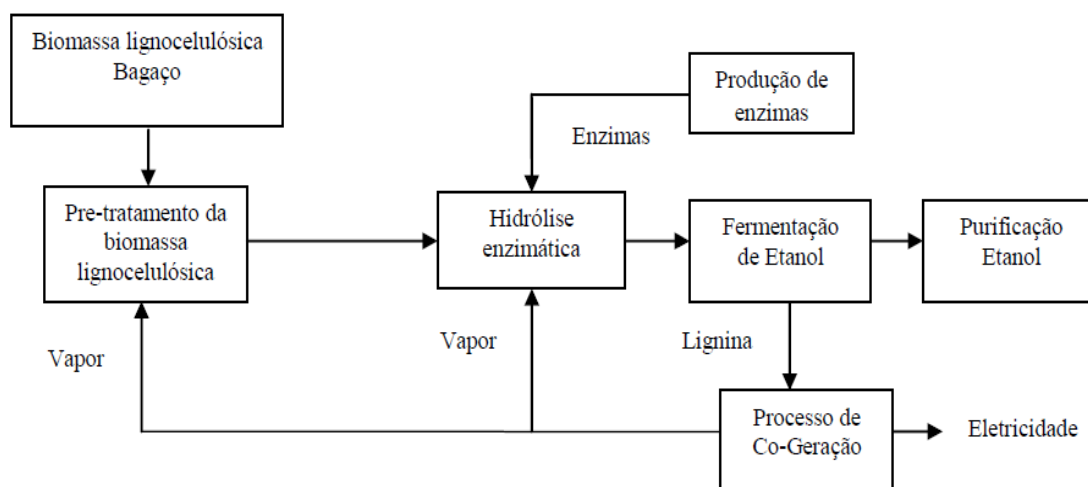 Biomassa lignocelulósica
Bagaço
Produção de
enzimas
Enzimas
Pre-tratamento da
biomassa
lignocelulósica
Hidrólise
enzimática
Fermentação
de Etanol
Purificação
Etanol
Vapor
Vapor
Lignina
Processo de
Co-Geração
Eletricidade